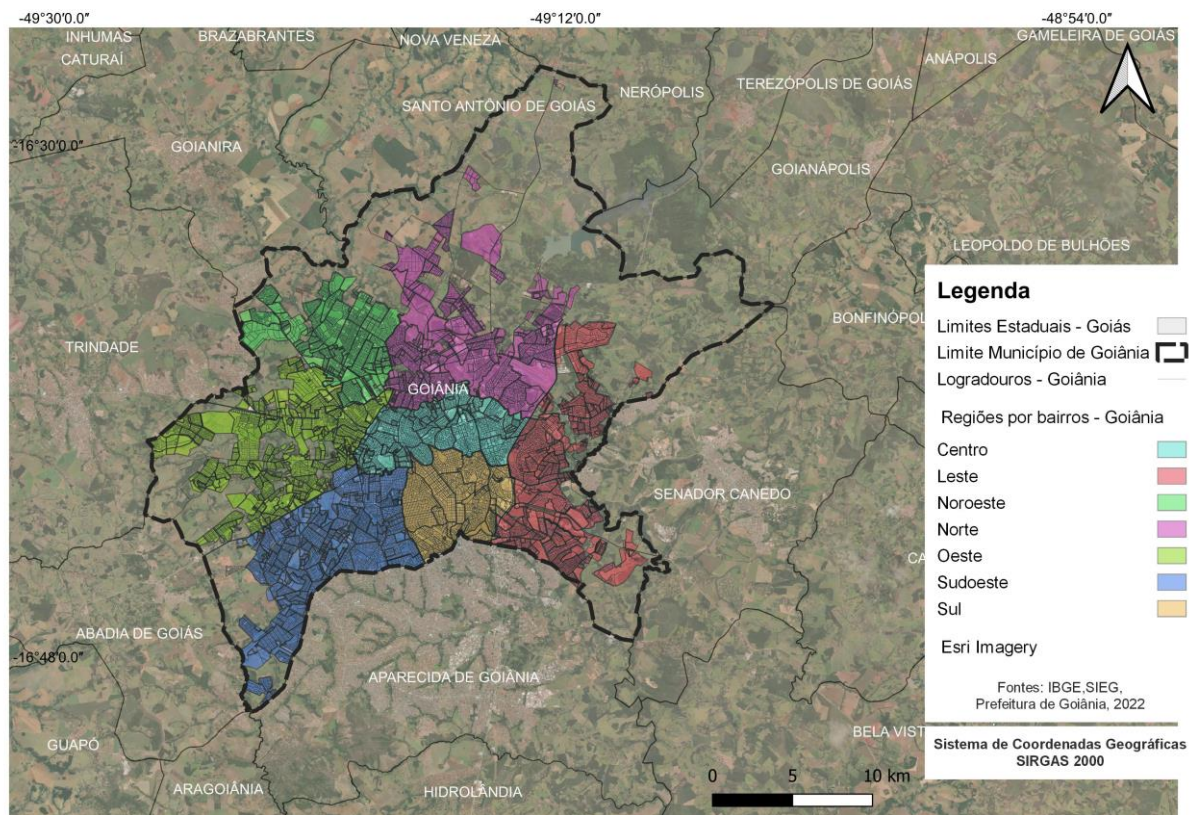 -49°30′0.0″
-49°12′0.0″
-48°54′0.0″
INHUMAS
BRAZABRANTES
NOVA VENEZA
GAMELEIRA DE GOIÁS
CATURAÍ
ANÁPOLIS
TEREZÓPOLIS DE GOIÁS
NERÓPOLIS
SANTO ANTÔNIO DE GOIÁS
-16°30′0.0″
GOIANIRA
GOIANÁPOLIS
LEOPOLDO DE BULHÕES
BONFINÓPOL
TRINDADE
GOIÂNIA
SENADOR CANEDO
CA
ABADIA DE GOIÁS
-16°48′0.0″
APARECIDA DE GOIÂNIA
GUAPÓ
BELA VIST
ARAGOIÂNIA
HIDROLÂNDIA
Legenda
Limites Estaduais - Goiás
Limite Município de Goiânia
Logradouros - Goiânia
Regiões por bairros - Goiânia
Centro
Leste
Noroeste
Norte
Oeste
Sudoeste
Sul
Esri Imagery
Fontes: IBGE,SIEG,
Prefeitura de Goiânia, 2022
Sistema de Coordenadas Geográficas
SIRGAS 2000
0 5 10 km